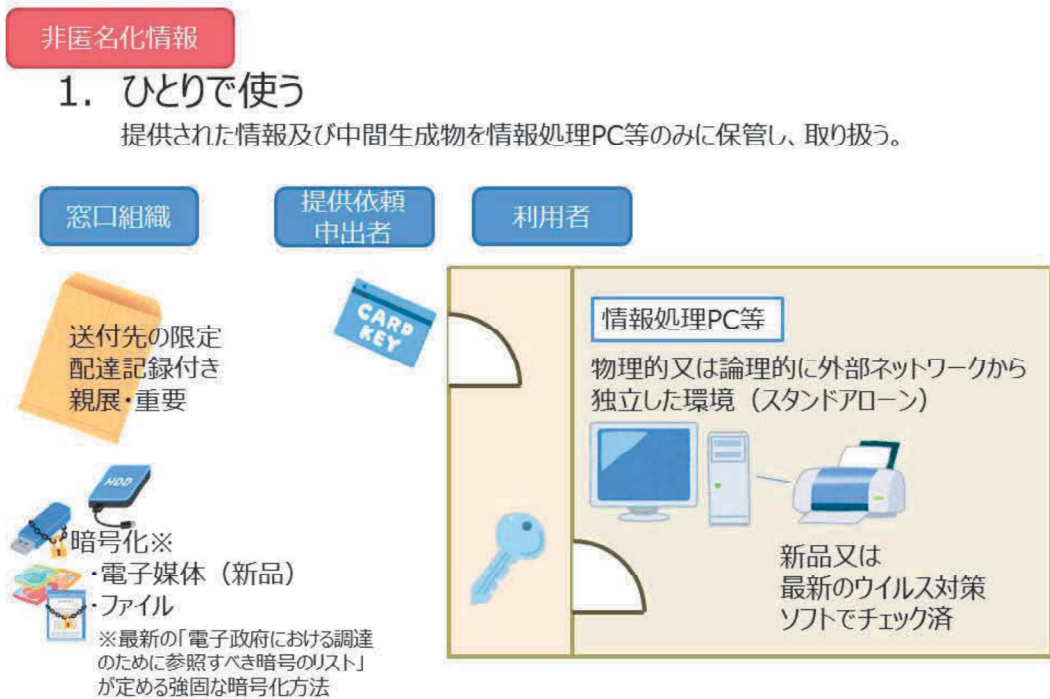 非匿名化情報
1. ひとりで使う
提供された情報及び中間生成物を情報処理PC等のみに保管し、取り扱う。
窓口組織
提供依頼
申出者
利用者
送付先の限定
配達記録付き
親展・重要
CARD
KEY
情報処理PC等
物理的又は論理的に外部ネットワークから
独立した環境（スタンドアローン）
HDD
暗号化※
・電子媒体（新品）
・ファイル
※最新の「電子政府における調達
のために参照すべき暗号のリスト」
が定める強固な暗号化方法
新品又は
最新のウイルス対策
ソフトでチェック済